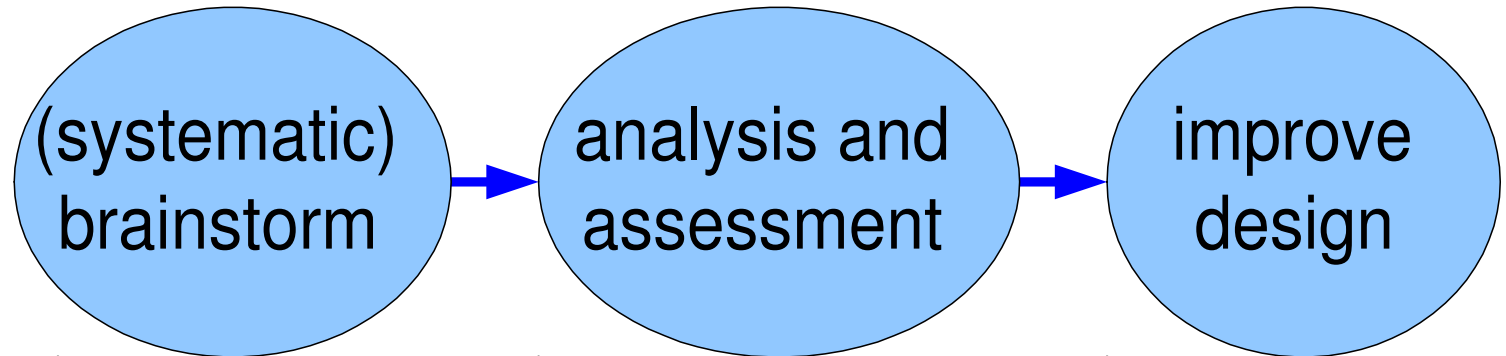 (systematic)
brainstorm
analysis and
assessment
improve
design